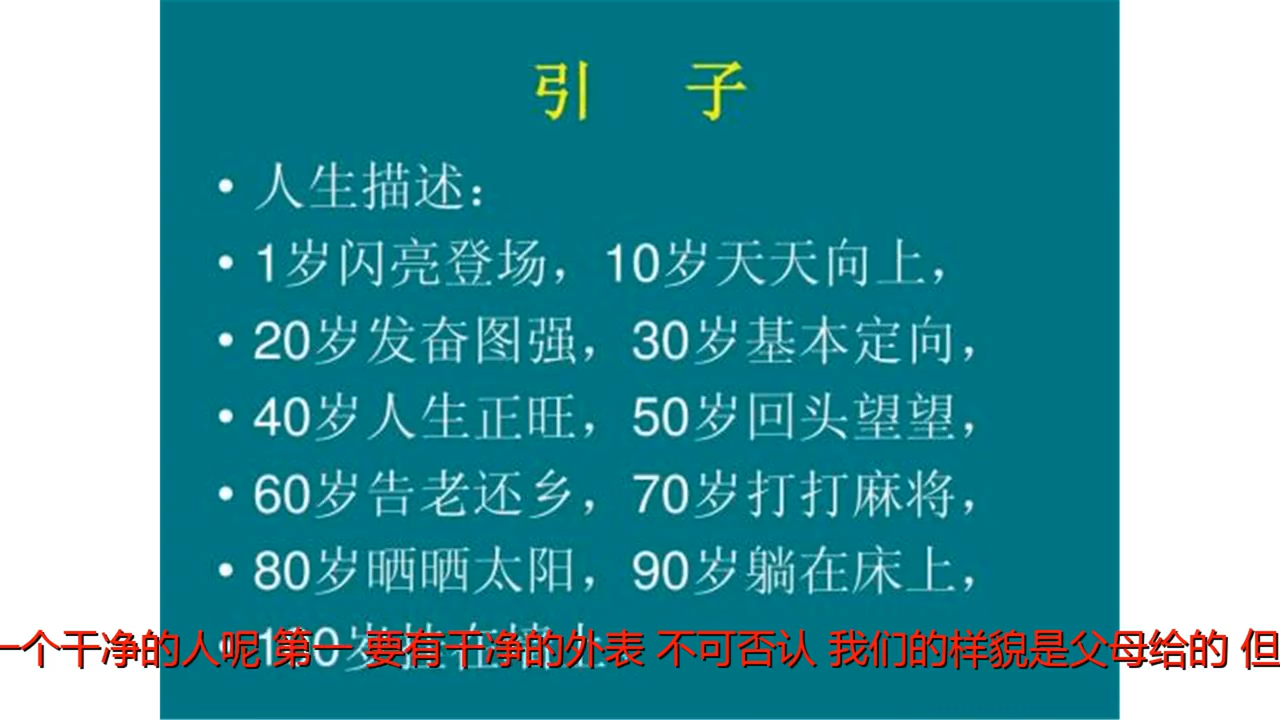 引 子
• 人生描述：
• 1岁闪亮登场，10岁天天向上，
• 20岁发奋图强，30岁基本定向，
• 40岁人生正旺，50岁回头望望，
• 60岁告老还乡，70岁打打麻将，
• 80岁晒晒太阳，90岁躺在床上，
一个干净的人呢 第一 要有干净的外表 不可否认 我们的样貌是父母给的 但